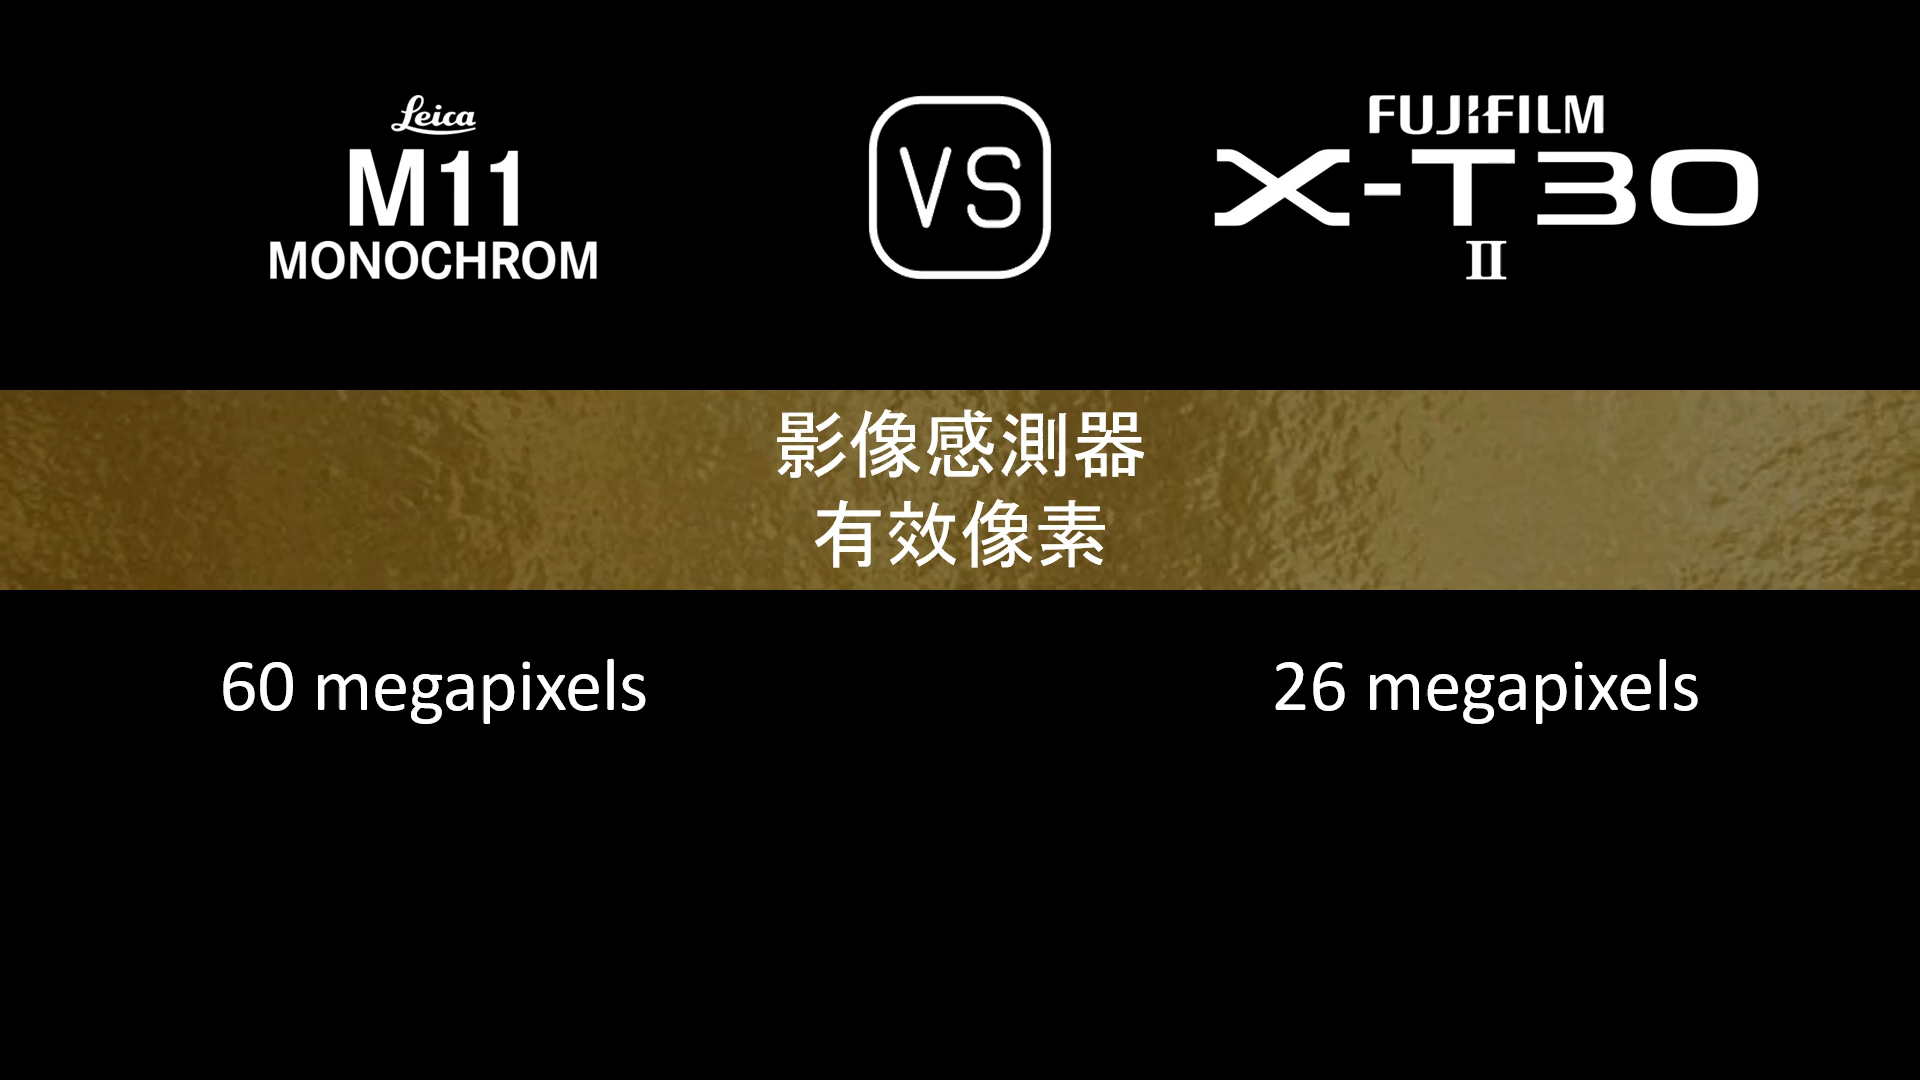 Leica
M11
MONOCHROM
VS
FUJIFILM
X-T30
II
影像感測器
有效像素
60 megapixels
26 megapixels